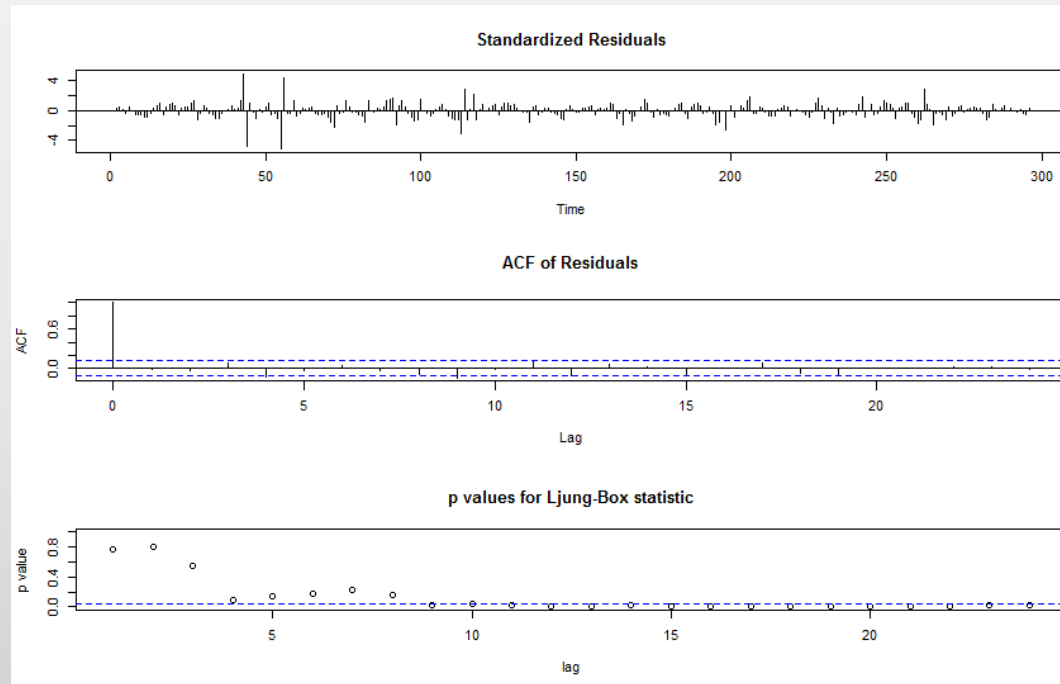 Standardized Residuals
4
0
-4
0 50 100 150 200 250 300
Time
ACF of Residuals
ACF
0.6
0.0
0 5 10 15 20
Lag
p values for Ljung-Box statistic
p value
0.8
0.4
0.0
5 10 15 20
lag